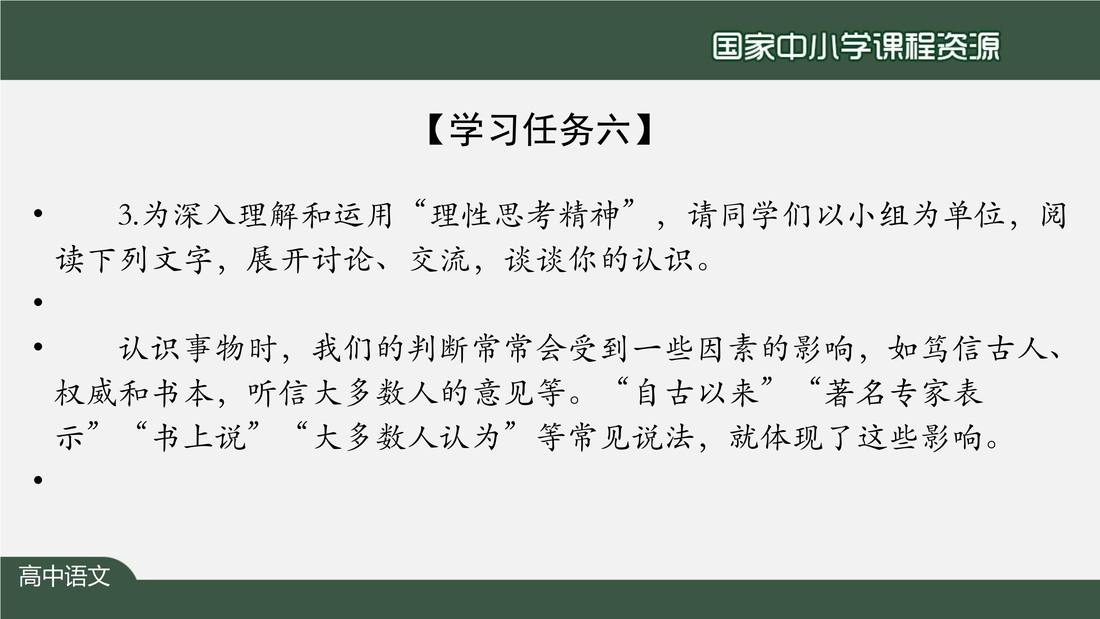 国家中小学课程资源
【学习任务六】
• 3.为深入理解和运用“理性思考精神”，请同学们以小组为单位，阅
读下列文字，展开讨论、交流，谈谈你的认识。
•
• 认识事物时，我们的判断常常会受到一些因素的影响，如笃信古人、
权威和书本，听信大多数人的意见等。“自古以来”“著名专家表
示”“书上说”“大多数人认为”等常见说法，就体现了这些影响。
•
高中语文